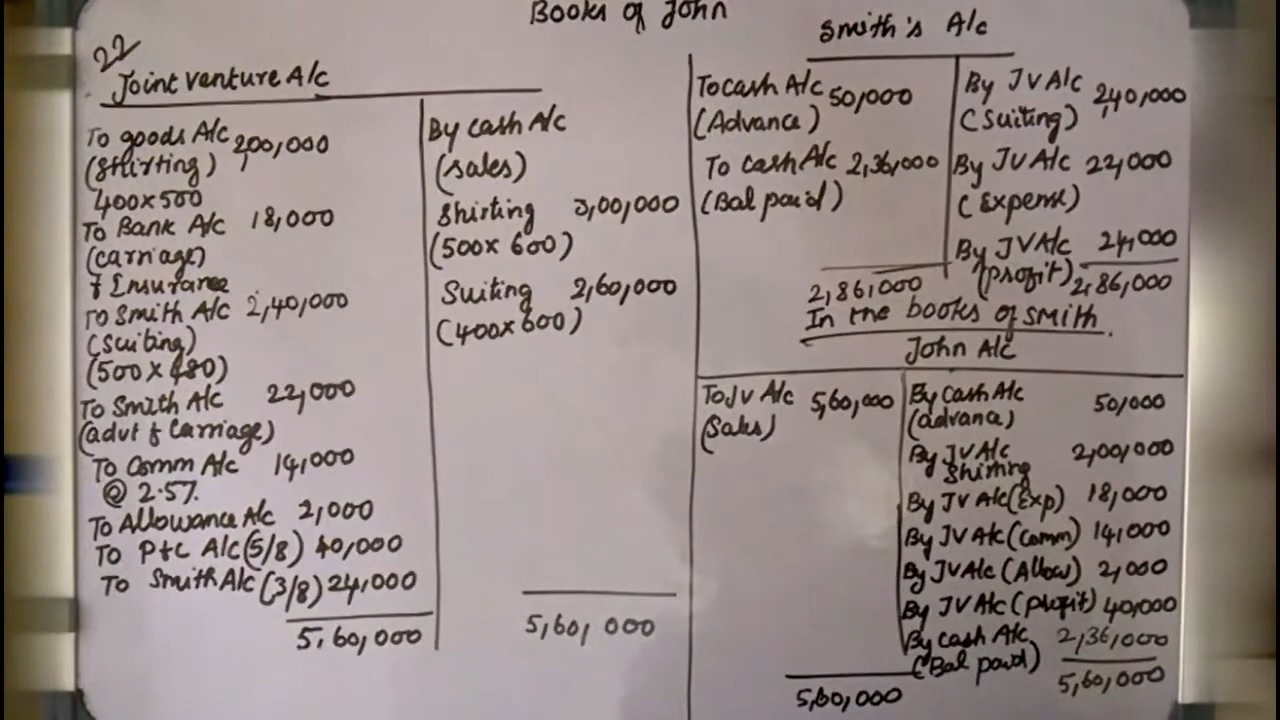 Books of John
22
Joint venture A/c
To goods A/c 2,00,000
(Shirting)
400x500
To Bank A/c 18,000
(carriage)
& Insurance
To Smith A/c 2,40,000
(Suiting)
(500 x 480)
To Smith A/c 22,000
(advt & Carriage)
To Comm A/c 14,000
@ 2.5%
To Allowance A/c 2,000
To P+L A/c (5/8) 40,000
To Smith A/c (3/8) 24,000
5,60,000
By cash A/c
(sales)
Shirting 3,00,000
(500x 600)
Suiting 2,60,000
(400x 600)
5,60,000
Smith's A/c
To cash A/c 50,000
(Advance)
To cash A/c 2,36,000
(Bal paid)
2,86,000
By JV A/c 2,40,000
(Suiting)
By JV A/c 22,000
(Expense)
By JV A/c 24,000
(profit)
2,86,000
In the books of Smith.
John A/c
To JV A/c 5,60,000
(Sales)
5,60,000
By Cash A/c 50,000
(advance)
By JV A/c 2,00,000
Shirting
By JV A/c (Exp) 18,000
By JV A/c (Comm) 14,000
By JV A/c (Allow) 2,000
By JV A/c (profit) 40,000
By cash A/c 2,36,000
(Bal paid)
5,60,000